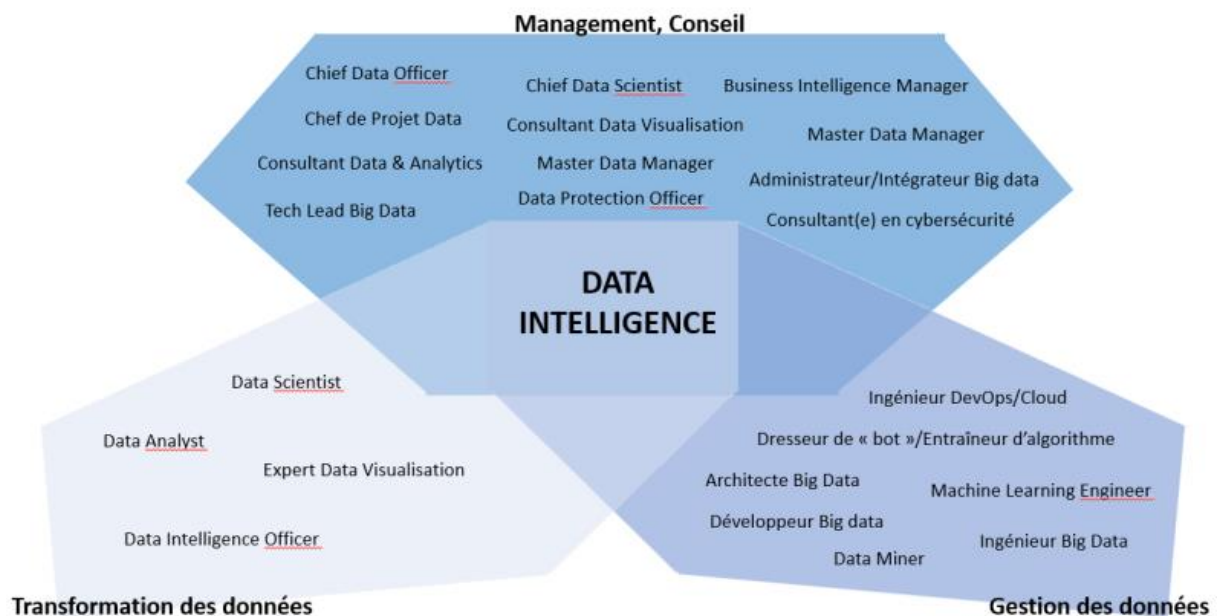 Management, Conseil
Chief Data Officer
Chef de Projet Data
Consultant Data & Analytics
Tech Lead Big Data
Chief Data Scientist
Consultant Data Visualisation
Master Data Manager
Data Protection Officer
Business Intelligence Manager
Master Data Manager
Administrateur/Intégrateur Big data
Consultant(e) en cybersécurité
DATA
INTELLIGENCE
Data Scientist
Data Analyst
Expert Data Visualisation
Data Intelligence Officer
Transformation des données
Ingénieur DevOps/Cloud
Dresseur de « bot »/Entraîneur d’algorithme
Architecte Big Data
Machine Learning Engineer
Développeur Big data
Ingénieur Big Data
Data Miner
Gestion des données